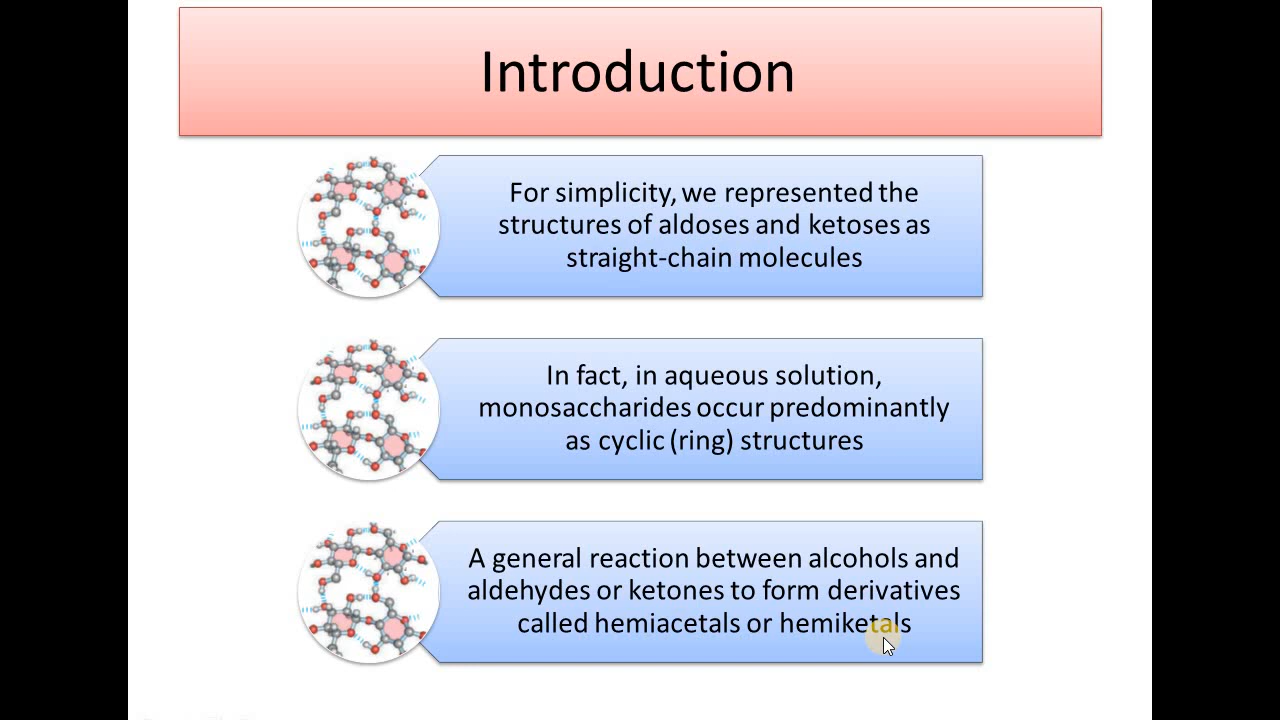 Introduction
For simplicity, we represented the
structures of aldoses and ketoses as
straight-chain molecules
In fact, in aqueous solution,
monosaccharides occur predominantly
as cyclic (ring) structures
A general reaction between alcohols and
aldehydes or ketones to form derivatives
called hemiacetals or hemiketals